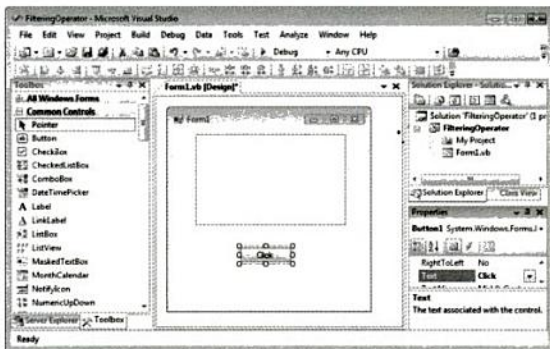 FilteringOperator - Microsoft Visual Studio
File Edit View Project Build Debug Data Tools Test Analyze Window Help
Debug Any CPU
Toolbox
All Windows Forms
Common Controls
Pointer
Button
CheckBox
CheckedListBox
ComboBox
DateTimePicker
Label
LinkLabel
ListBox
ListView
MaskedTextBox
MonthCalendar
NotifyIcon
NumericUpDown
Server Explorer Toolbox
Form1.vb [Design]*
Form1
Click
Solution Explorer - Soluti...
Solution 'FilteringOperator' (1 pr
FilteringOperator
My Project
Form1.vb
Solution Explorer Class View
Properties
Button1 System.Windows.Forms.
RightToLeft No
Text Click
Text
The text associated with the control.
Ready